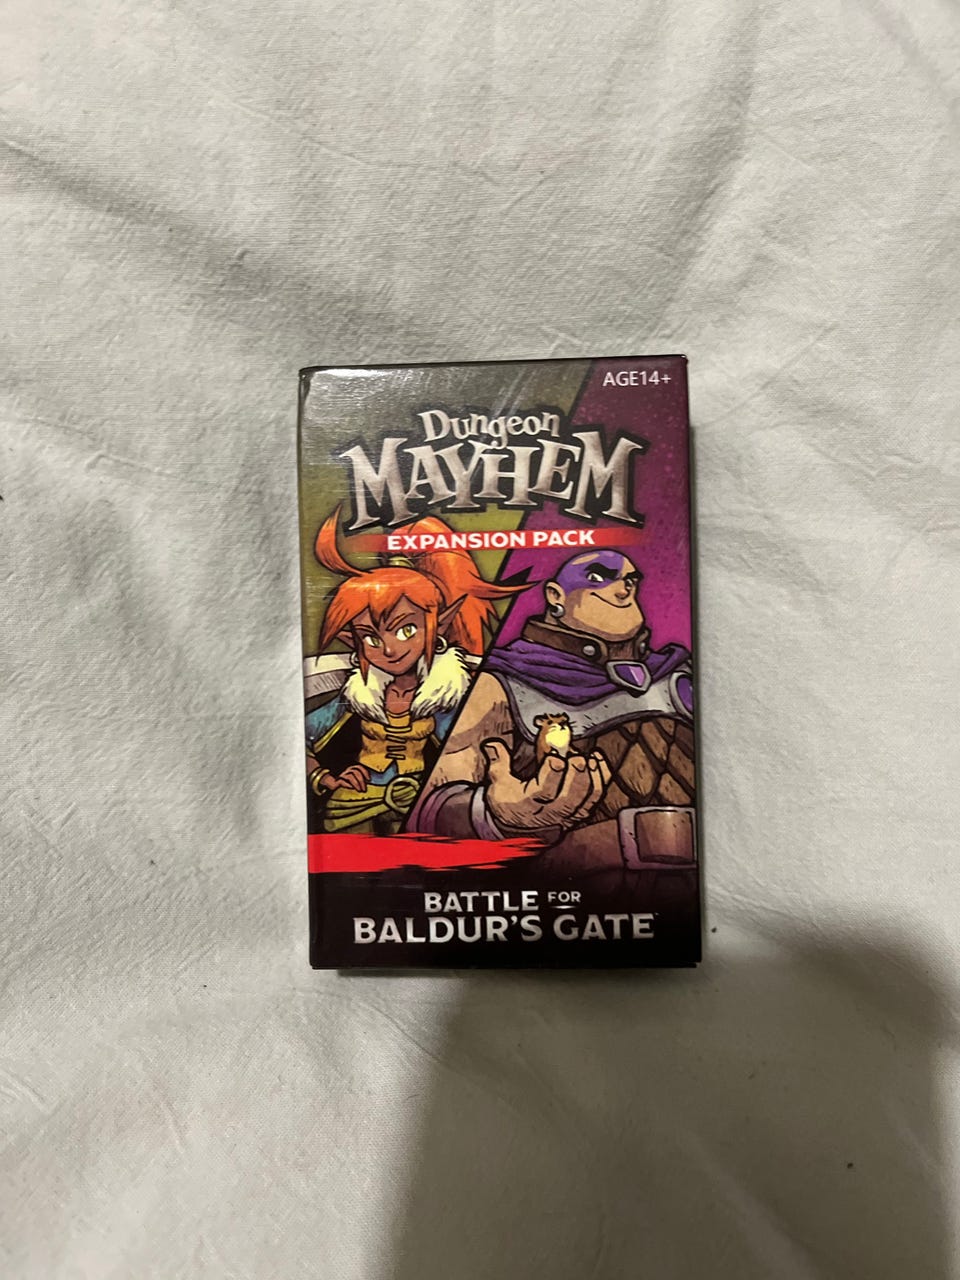 AGE14+
Dungeon
MAYHEM
EXPANSION PACK
BATTLE FOR
BALDUR'S GATE